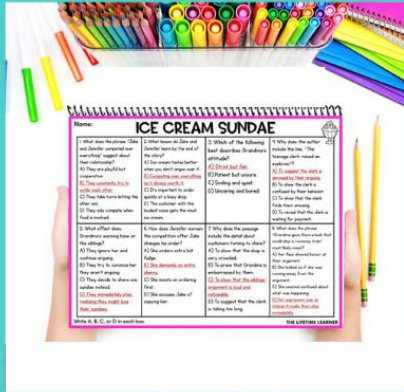 Name:
ICE CREAM SUNDAE
1. What does the phrase "Jake
and Jennifer competed over
everything" suggest about
their relationship?
A) They are playful but
cooperative.
B) They constantly try to
outdo each other.
C) They take turns letting the
other win.
D) They only compete when
food is involved.
2. What lesson do Jake and
Jennifer learn by the end of
the story?
A) Ice cream tastes better
when you don't argue over it.
B) Competing over everything
isn't always worth it.
C) It's important to order
quickly at a busy shop.
D) The customer with the
loudest voice gets the most
ice cream.
3. Which of the following
best describes Grandma's
attitude?
A) Strict but fair.
B) Patient but unsure.
C) Smiling and quiet.
D) Uncaring and bored.
4. Why does the author
include the line, "The
teenage clerk raised an
eyebrow"?
A) To suggest the clerk is
annoyed by their arguing.
B) To show the clerk is
confused by their behavior.
C) To show that the clerk
finds them amusing.
D) To reveal that the clerk is
waiting for payment.
5. What effect does
Grandma's warning have on
the siblings?
A) They ignore her and
continue arguing.
B) They try to convince her
they aren't arguing.
C) They decide to share one
sundae instead.
D) They immediately stop,
realizing they might lose
their sundaes.
6. How does Jennifer worsen
the competition after Jake
changes his order?
A) She orders extra hot
fudge.
B) She demands an extra
cherry.
C) She insists on ordering
first.
D) She accuses Jake of
copying her.
7. Why does the passage
include the detail about
customers turning to stare?
A) To show that the shop is
very crowded.
B) To prove that Grandma is
embarrassed by them.
C) To show that the siblings'
argument is loud and
noticeable.
D) To suggest that the clerk
is taking too long.
8. What does the phrase
"Grandma gave them a look that
could stop a runaway train"
most likely mean?
A) Her face showed humor at
their argument.
B) She looked as if she was
running away from the
argument.
C) She seemed confused about
what was happening.
D) Her expression was so
intense it made them stop
immediately.
Write A, B, C, or D in each box.
THE LIFETIME LEARNER